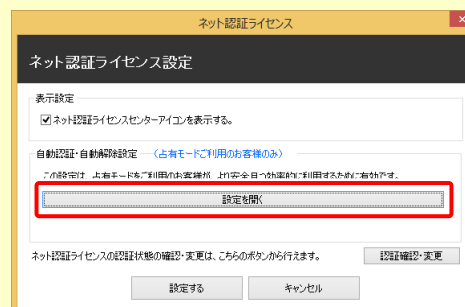 ネット認証ライセンス
ネット認証ライセンス設定
表示設定
ネット認証ライセンスセンターアイコンを表示する。
自動認証・自動解除設定 (占有モードご利用のお客様のみ)
この設定は、占有モードをご利用のお客様が、より安全且つ効率的に利用するために有効です。
設定を開く
ネット認証ライセンスの認証状態の確認・変更は、こちらのボタンから行えます。
認証確認・変更
設定する
キャンセル